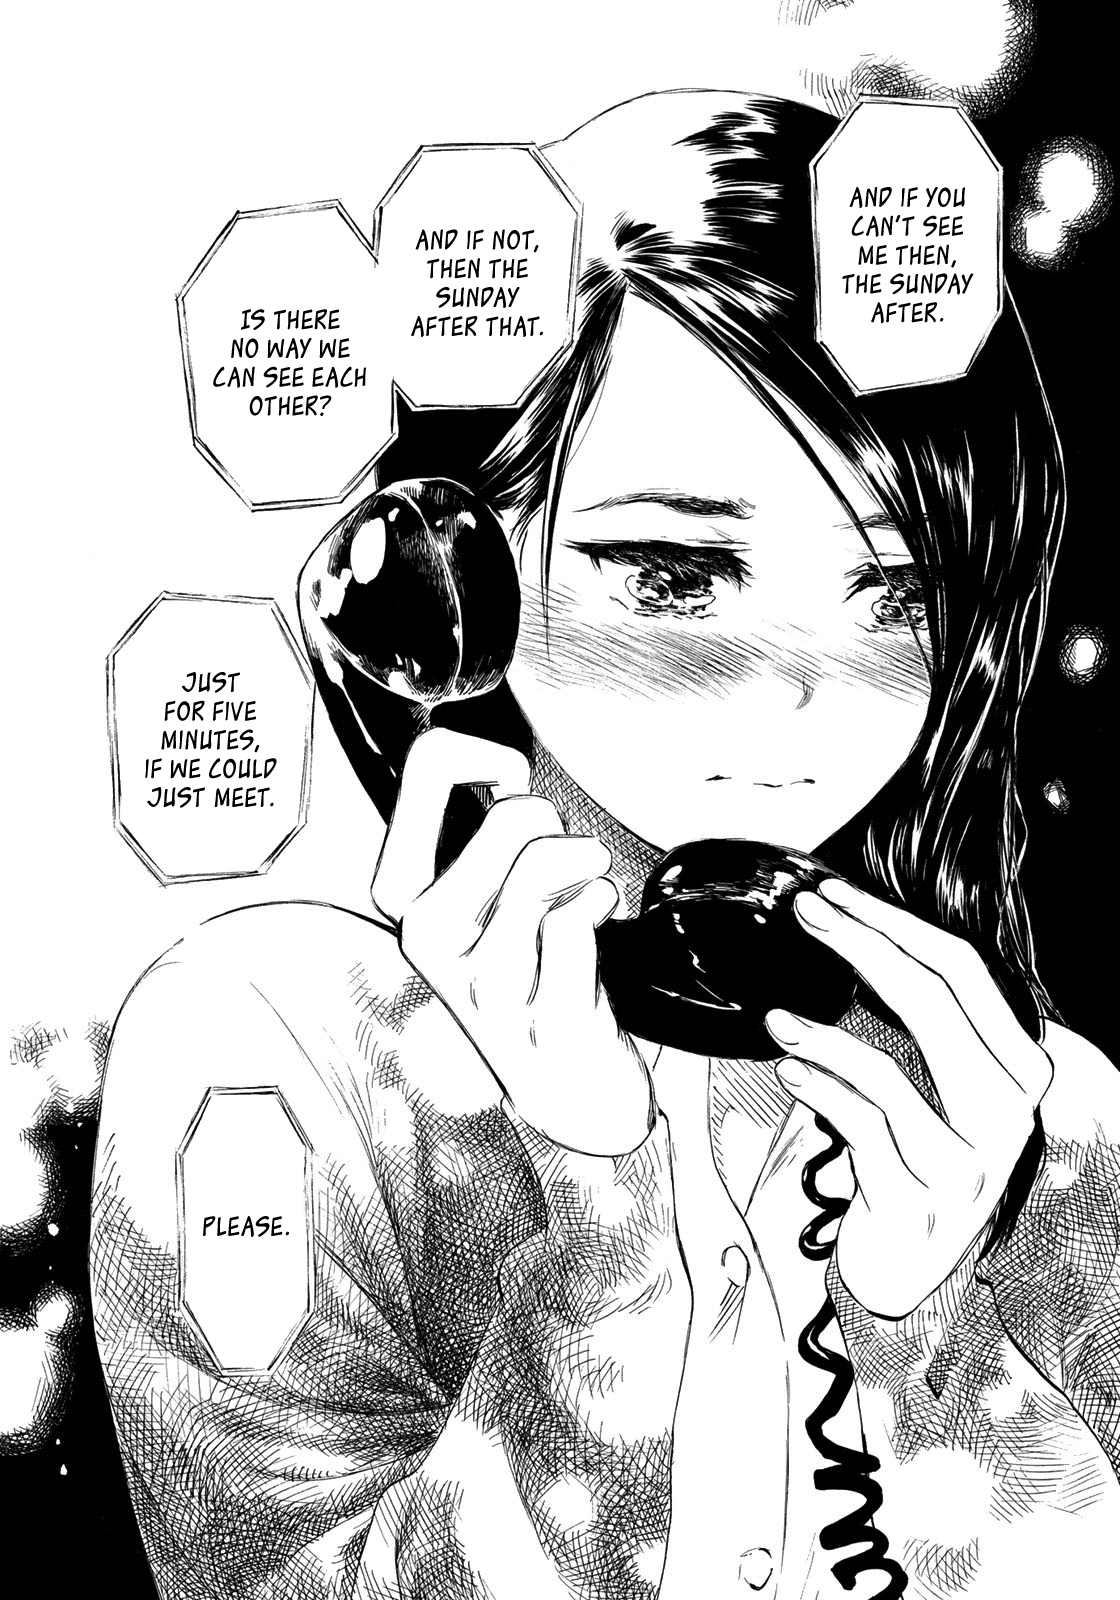 AND IF YOU
CAN'T SEE
ME THEN,
THE SUNDAY
AFTER.
AND IF NOT,
THEN THE
SUNDAY
AFTER THAT.
IS THERE
NO WAY WE
CAN SEE EACH
OTHER?
JUST
FOR FIVE
MINUTES,
IF WE COULD
JUST MEET.
PLEASE.